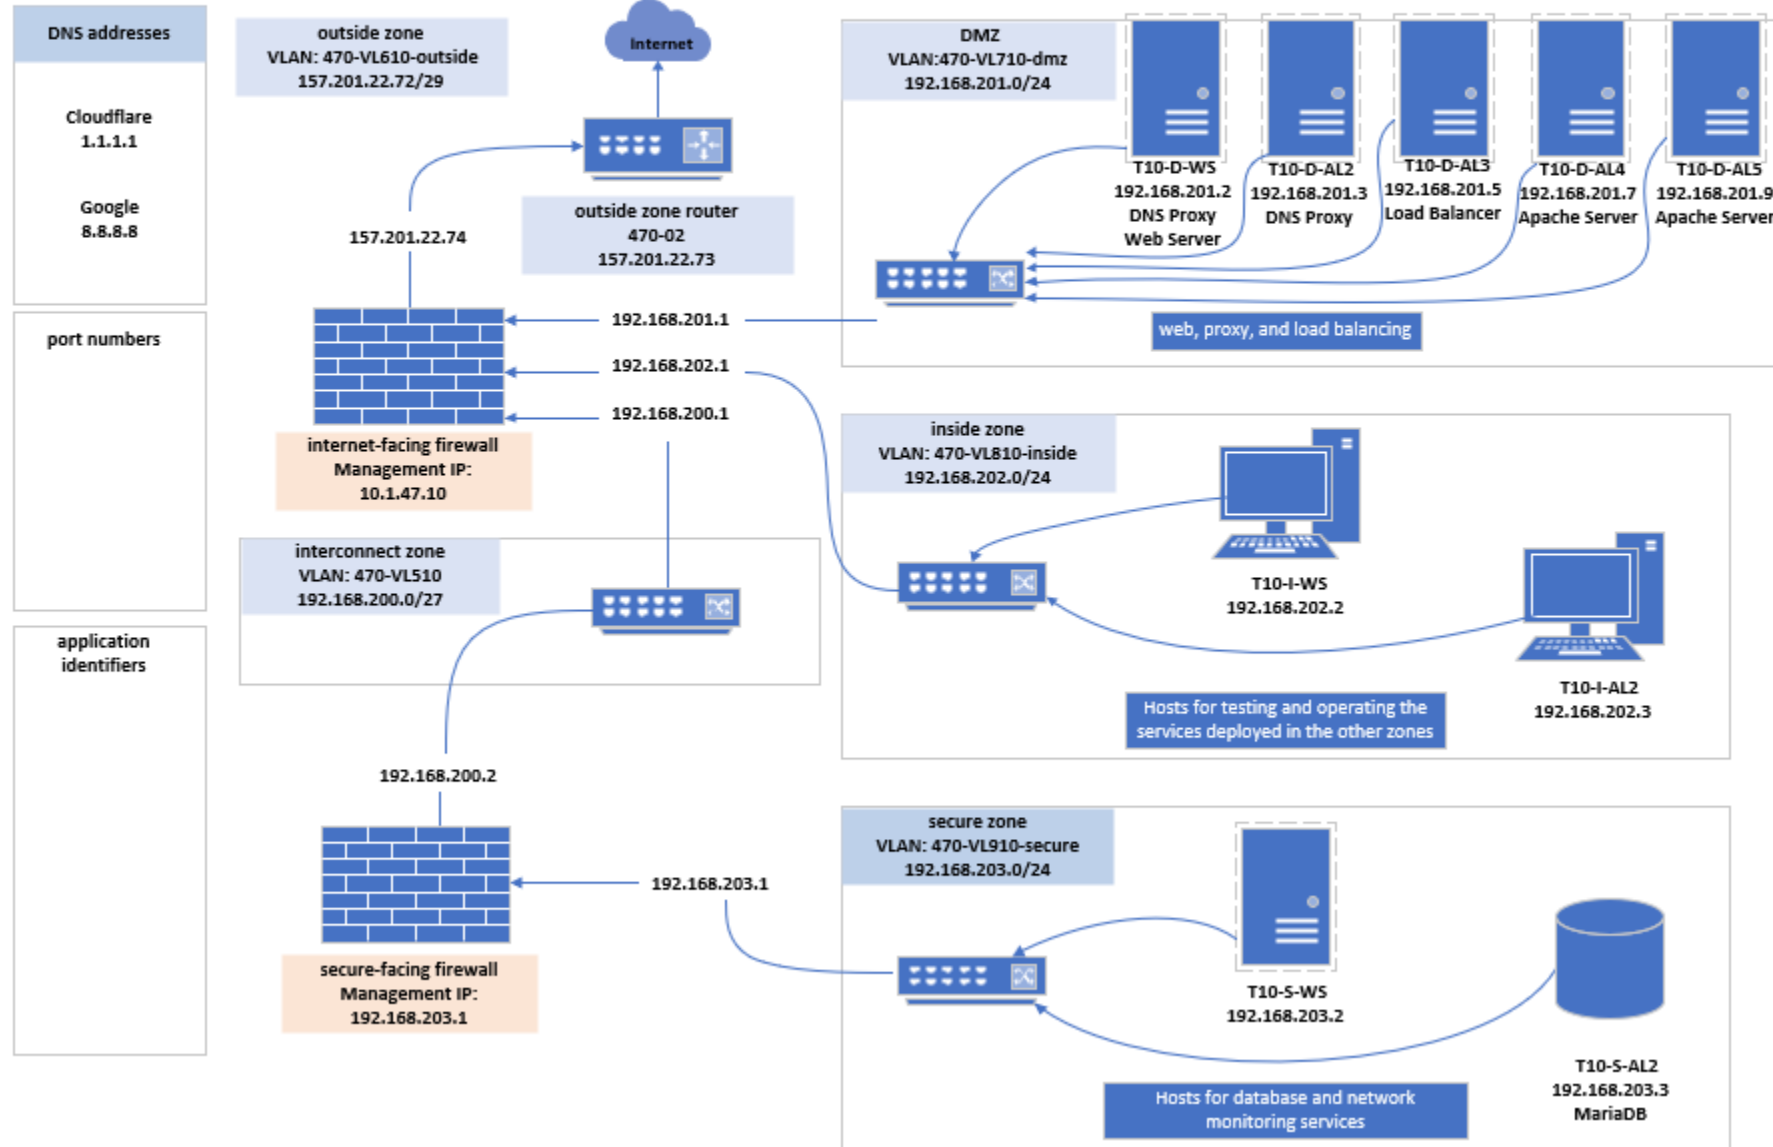 DNS addresses
Cloudflare
1.1.1.1
Google
8.8.8.8
port numbers
application
identifiers
outside zone
VLAN: 470-VL610-outside
157.201.22.72/29
Internet
outside zone router
470-02
157.201.22.73
157.201.22.74
192.168.201.1
192.168.202.1
192.168.200.1
internet-facing firewall
Management IP:
10.1.47.10
interconnect zone
VLAN: 470-VL510
192.168.200.0/27
192.168.200.2
secure-facing firewall
Management IP:
192.168.203.1
192.168.203.1
DMZ
VLAN:470-VL710-dmz
192.168.201.0/24
T10-D-WS
192.168.201.2
DNS Proxy
Web Server
T10-D-AL2
192.168.201.3
DNS Proxy
T10-D-AL3
192.168.201.5
Load Balancer
T10-D-AL4
192.168.201.7
Apache Server
T10-D-AL5
192.168.201.9
Apache Server
web, proxy, and load balancing
inside zone
VLAN: 470-VL810-inside
192.168.202.0/24
T10-I-WS
192.168.202.2
T10-I-AL2
192.168.202.3
Hosts for testing and operating the
services deployed in the other zones
secure zone
VLAN: 470-VL910-secure
192.168.203.0/24
T10-S-WS
192.168.203.2
T10-S-AL2
192.168.203.3
MariaDB
Hosts for database and network
monitoring services